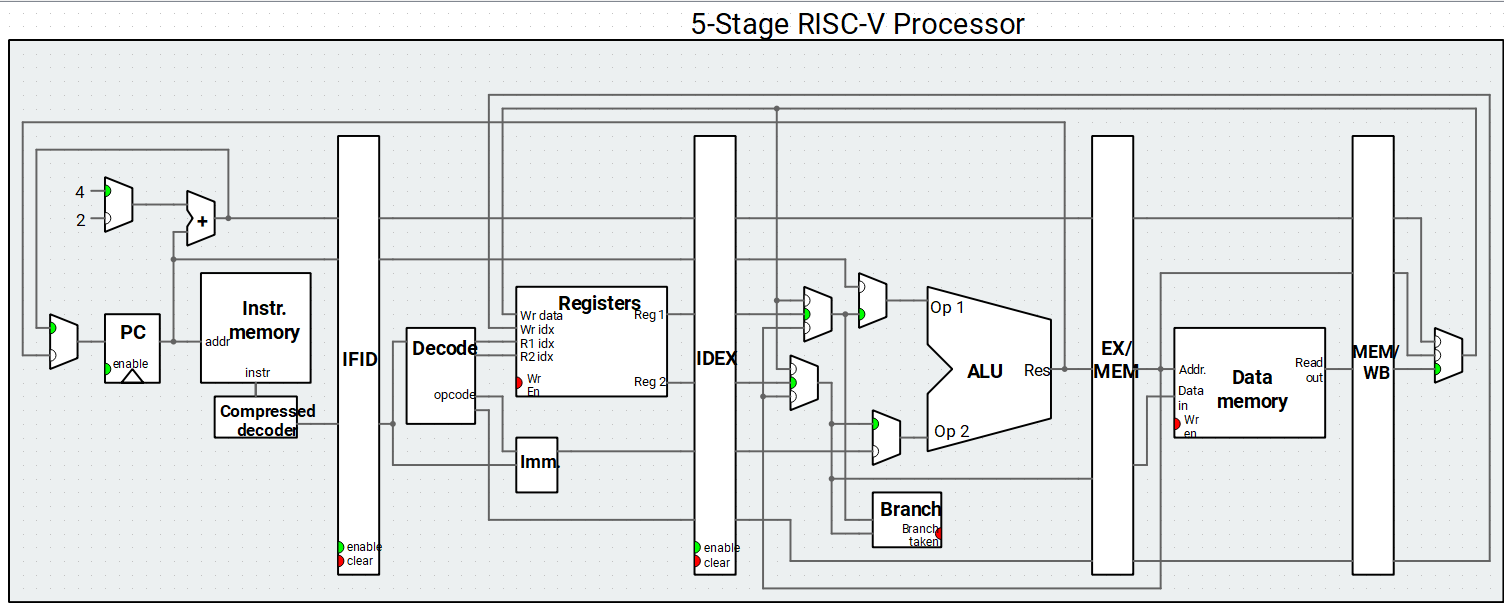 5-Stage RISC-V Processor
4
2
+
PC
enable
Instr.
memory
addr
instr
Compressed
decoder
IFID
enable
clear
Decode
opcode
Registers
Wr data
Wr idx
R1 idx
R2 idx
Wr
En
Reg 1
Reg 2
Imm.
IDEX
enable
clear
Op 1
ALU
Res
Op 2
Branch
Branch
taken
EX/
MEM
Addr.
Data
in
Wr
en
Data
memory
Read
out
MEM/
WB